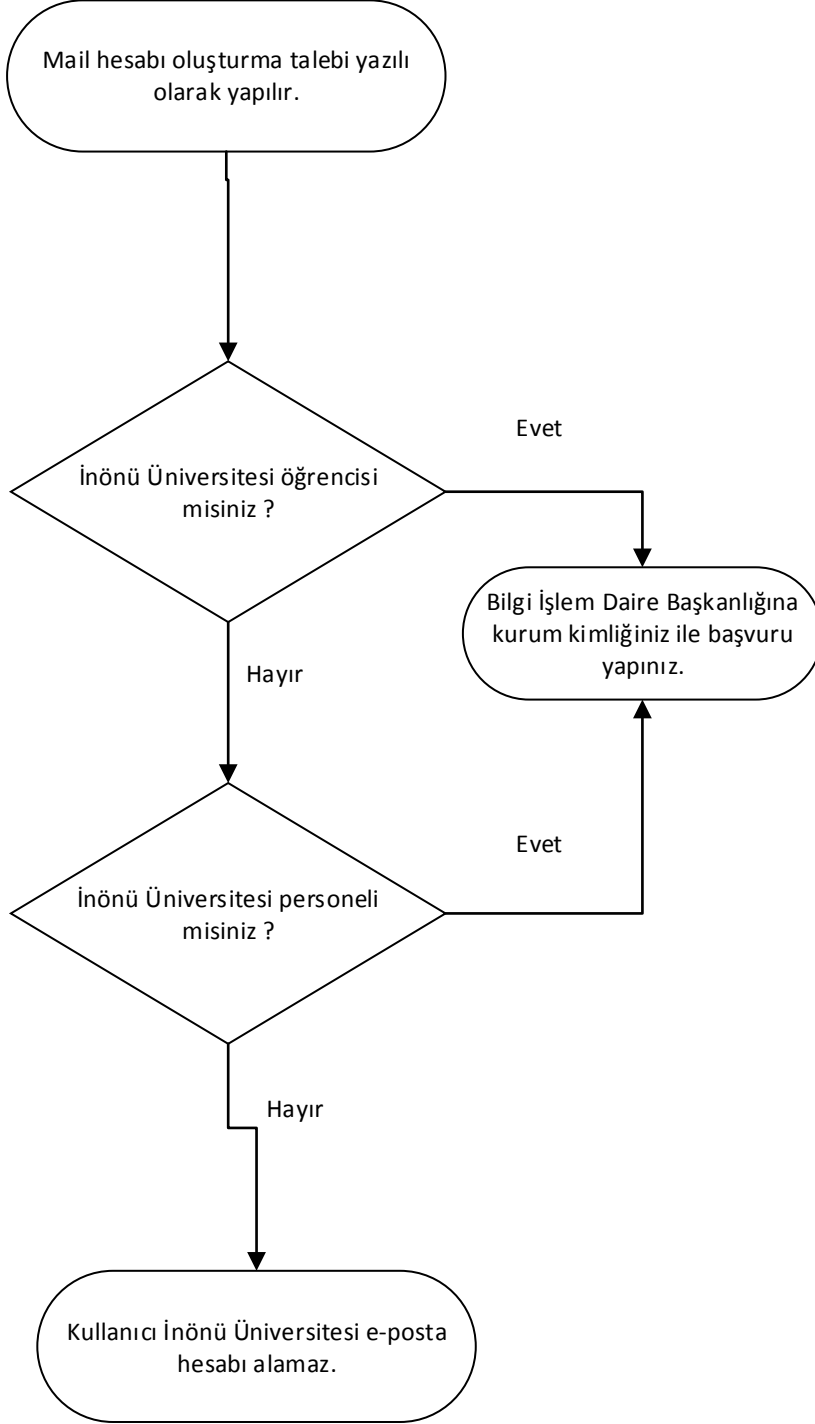 Mail hesabı oluşturma talebi yazılı
olarak yapılır.
Evet
İnönü Üniversitesi öğrencisi
misiniz ?
Bilgi İşlem Daire Başkanlığına
kurum kimliğiniz ile başvuru
yapınız.
Hayır
Evet
İnönü Üniversitesi personeli
misiniz ?
Hayır
Kullanıcı İnönü Üniversitesi e-posta
hesabı alamaz.